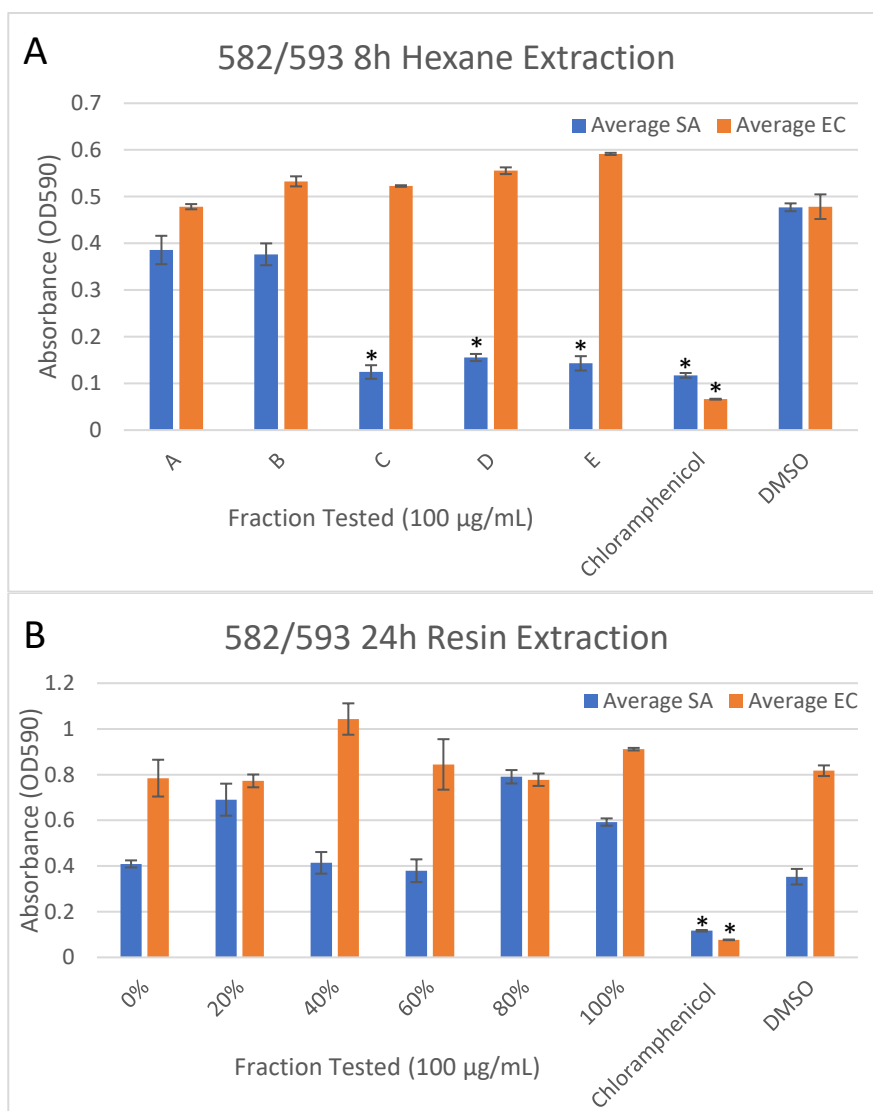 A
582/593 8h Hexane Extraction
Average SA Average EC
Absorbance (OD590)
0.7
0.6
0.5
0.4
0.3
0.2
0.1
0
* * * * *
A B C D E Chloramphenicol DMSO
Fraction Tested (100 µg/mL)
B
582/593 24h Resin Extraction
Average SA Average EC
Absorbance (OD590)
1.2
1
0.8
0.6
0.4
0.2
0
* *
0% 20% 40% 60% 80% 100% Chloramphenicol DMSO
Fraction Tested (100 µg/mL)